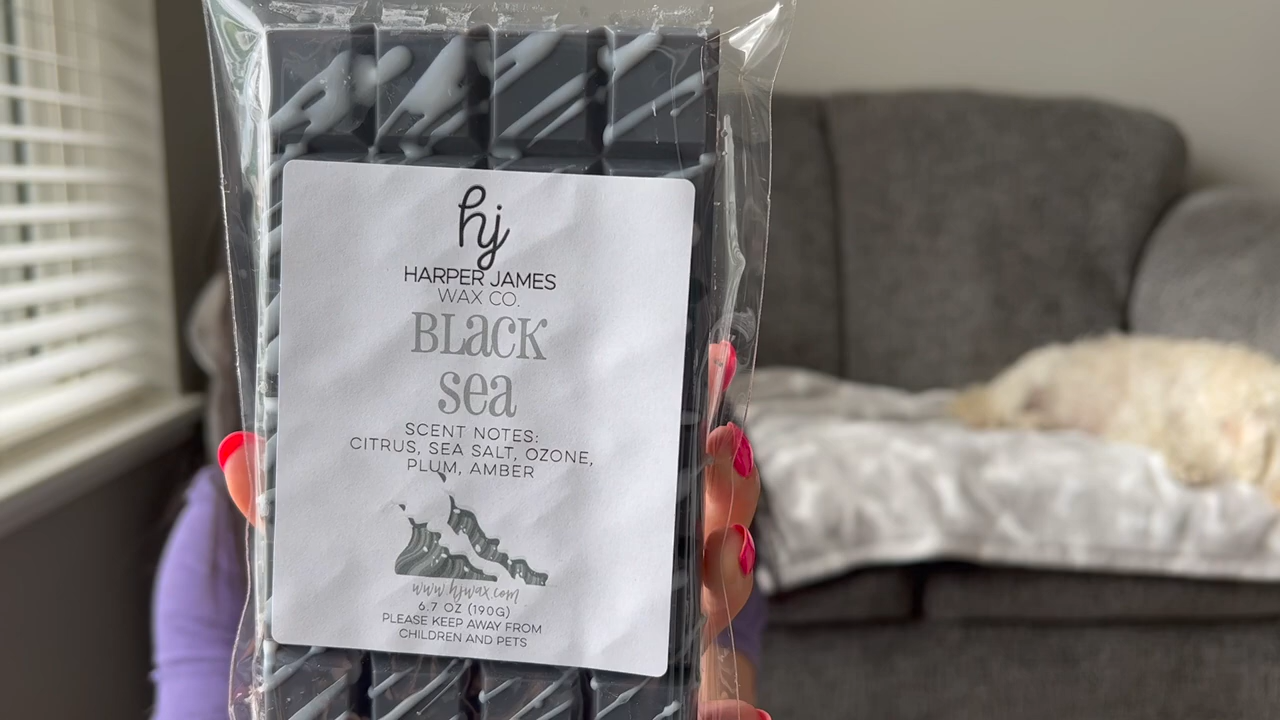 hj
HARPER JAMES
WAX CO.
BLACK
sea
SCENT NOTES:
CITRUS, SEA SALT, OZONE,
PLUM, AMBER
www.hjwax.com
6.7 OZ (190G)
PLEASE KEEP AWAY FROM
CHILDREN AND PETS